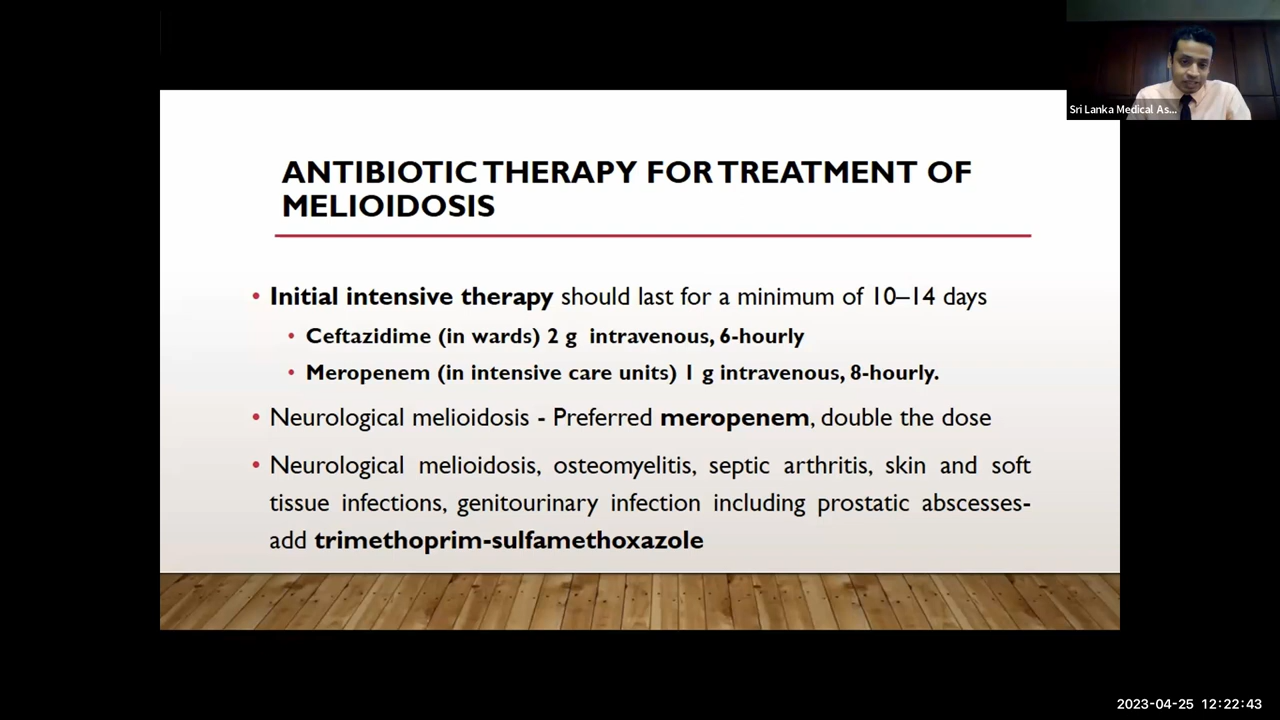 Sri Lanka Medical As...
ANTIBIOTIC THERAPY FOR TREATMENT OF
MELIOIDOSIS
• Initial intensive therapy should last for a minimum of 10–14 days
• Ceftazidime (in wards) 2 g intravenous, 6-hourly
• Meropenem (in intensive care units) 1 g intravenous, 8-hourly.
• Neurological melioidosis - Preferred meropenem, double the dose
• Neurological melioidosis, osteomyelitis, septic arthritis, skin and soft
tissue infections, genitourinary infection including prostatic abscesses-
add trimethoprim-sulfamethoxazole
2023-04-25 12:22:43